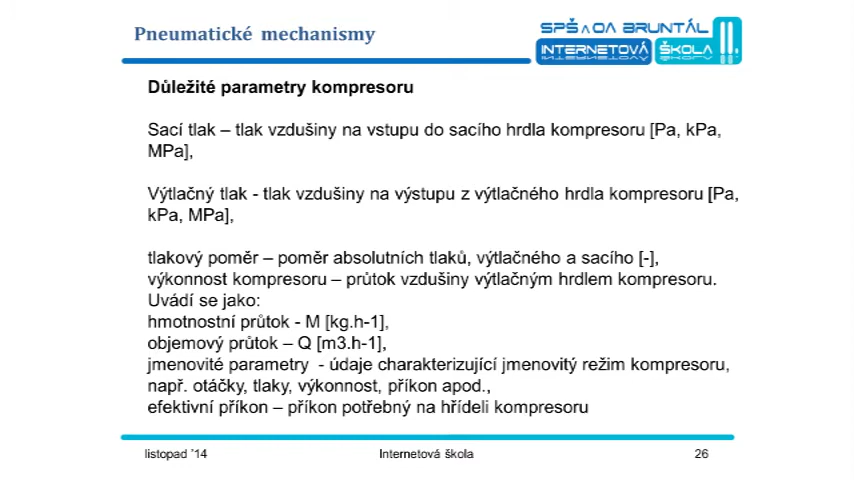 Pneumatické mechanismy
SPŠ A OA BRUNTÁL
INTERNETOVÁ ŠKOLA
Důležité parametry kompresoru
Sací tlak – tlak vzdušiny na vstupu do sacího hrdla kompresoru [Pa, kPa,
MPa],
Výtlačný tlak - tlak vzdušiny na výstupu z výtlačného hrdla kompresoru [Pa,
kPa, MPa],
tlakový poměr – poměr absolutních tlaků, výtlačného a sacího [-],
výkonnost kompresoru – průtok vzdušiny výtlačným hrdlem kompresoru.
Uvádí se jako:
hmotnostní průtok - M [kg.h-1],
objemový průtok – Q [m3.h-1],
jmenovité parametry - údaje charakterizující jmenovitý režim kompresoru,
např. otáčky, tlaky, výkonnost, příkon apod.,
efektivní příkon – příkon potřebný na hřídeli kompresoru
listopad '14 Internetová škola 26